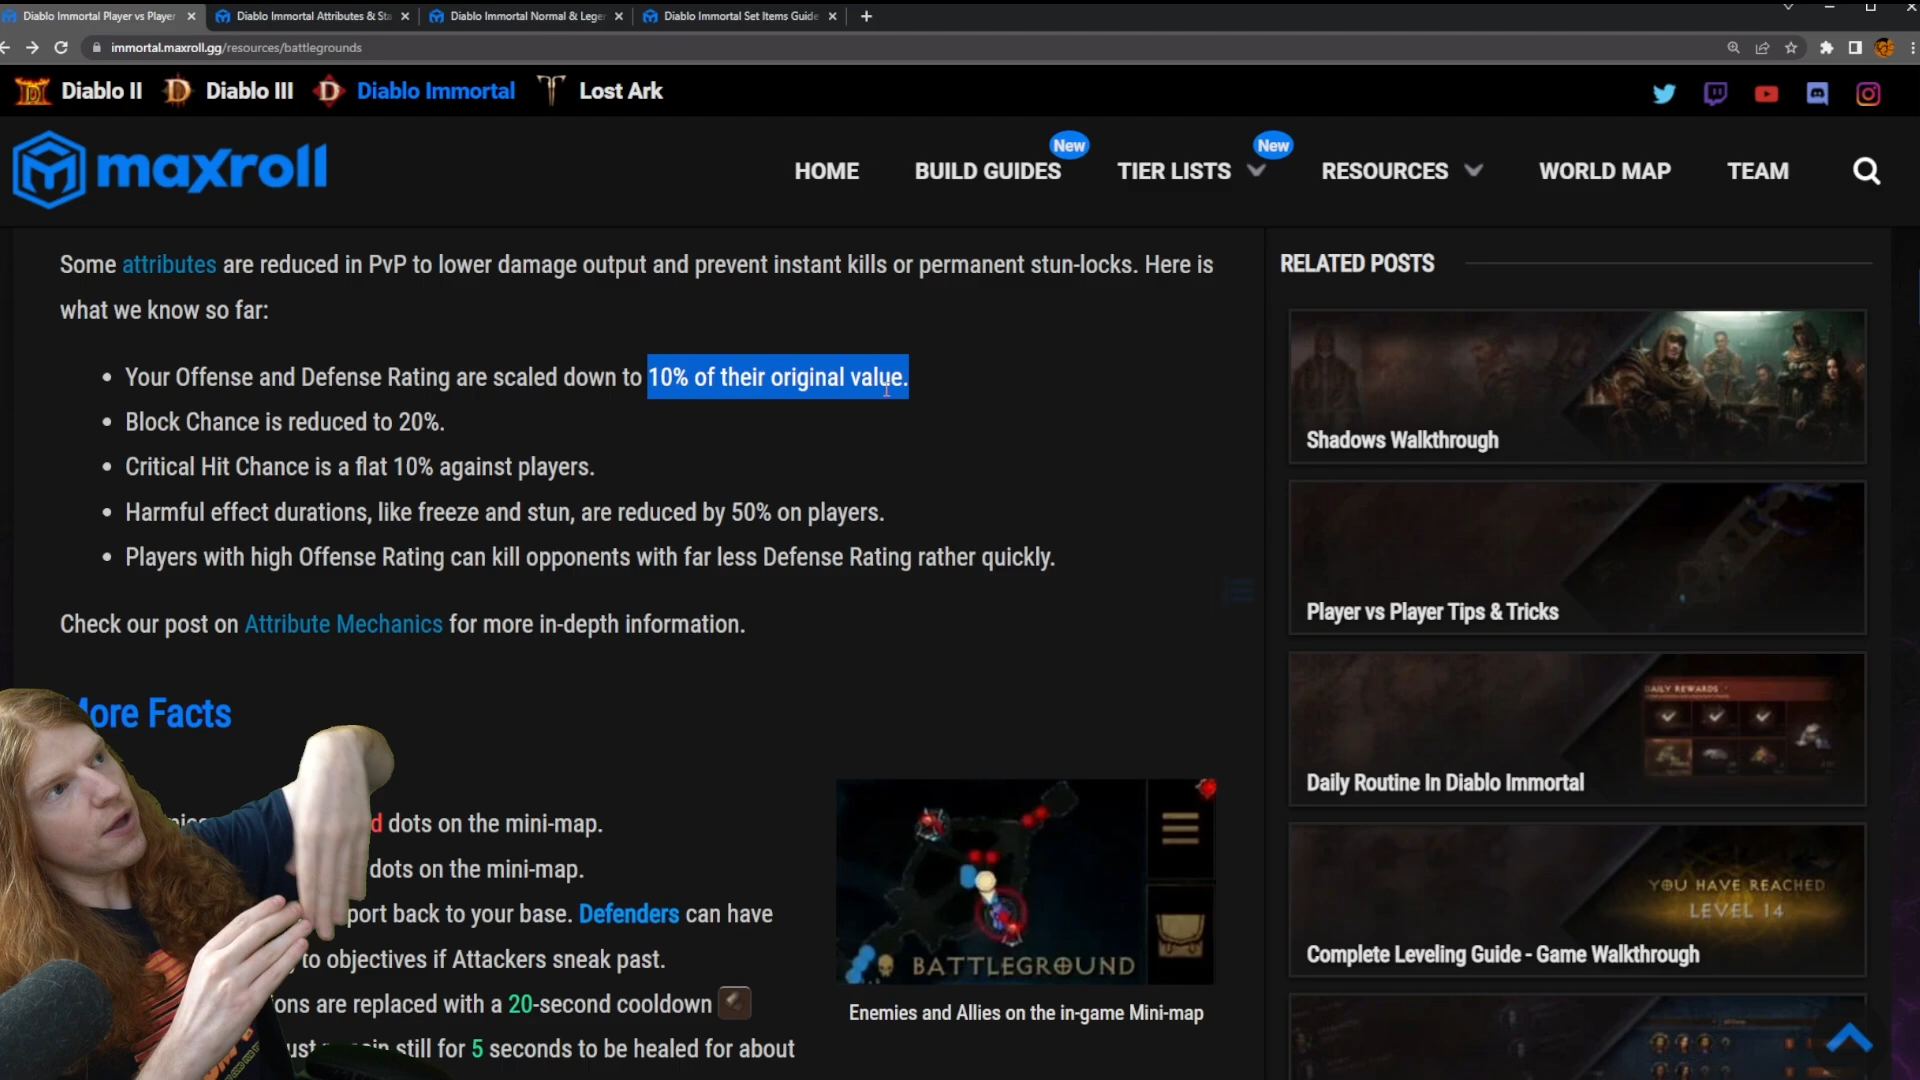 Diablo Immortal Player vs Player
Diablo Immortal Attributes & Sta
Diablo Immortal Normal & Leger
Diablo Immortal Set Items Guide
immortal.maxroll.gg/resources/battlegrounds
Diablo II
Diablo III
Diablo Immortal
Lost Ark
maxroll
HOME
BUILD GUIDES
New
TIER LISTS
New
RESOURCES
WORLD MAP
TEAM
Some attributes are reduced in PvP to lower damage output and prevent instant kills or permanent stun-locks. Here is
what we know so far:
• Your Offense and Defense Rating are scaled down to 10% of their original value.
• Block Chance is reduced to 20%.
• Critical Hit Chance is a flat 10% against players.
• Harmful effect durations, like freeze and stun, are reduced by 50% on players.
• Players with high Offense Rating can kill opponents with far less Defense Rating rather quickly.
Check our post on Attribute Mechanics for more in-depth information.
More Facts
d dots on the mini-map.
dots on the mini-map.
port back to your base. Defenders can have
to objectives if Attackers sneak past.
ons are replaced with a 20-second cooldown
still for 5 seconds to be healed for about
BATTLEGROUND
Enemies and Allies on the in-game Mini-map
RELATED POSTS
Shadows Walkthrough
Player vs Player Tips & Tricks
DAILY REWARDS
Daily Routine In Diablo Immortal
YOU HAVE REACHED
LEVEL 14
Complete Leveling Guide - Game Walkthrough